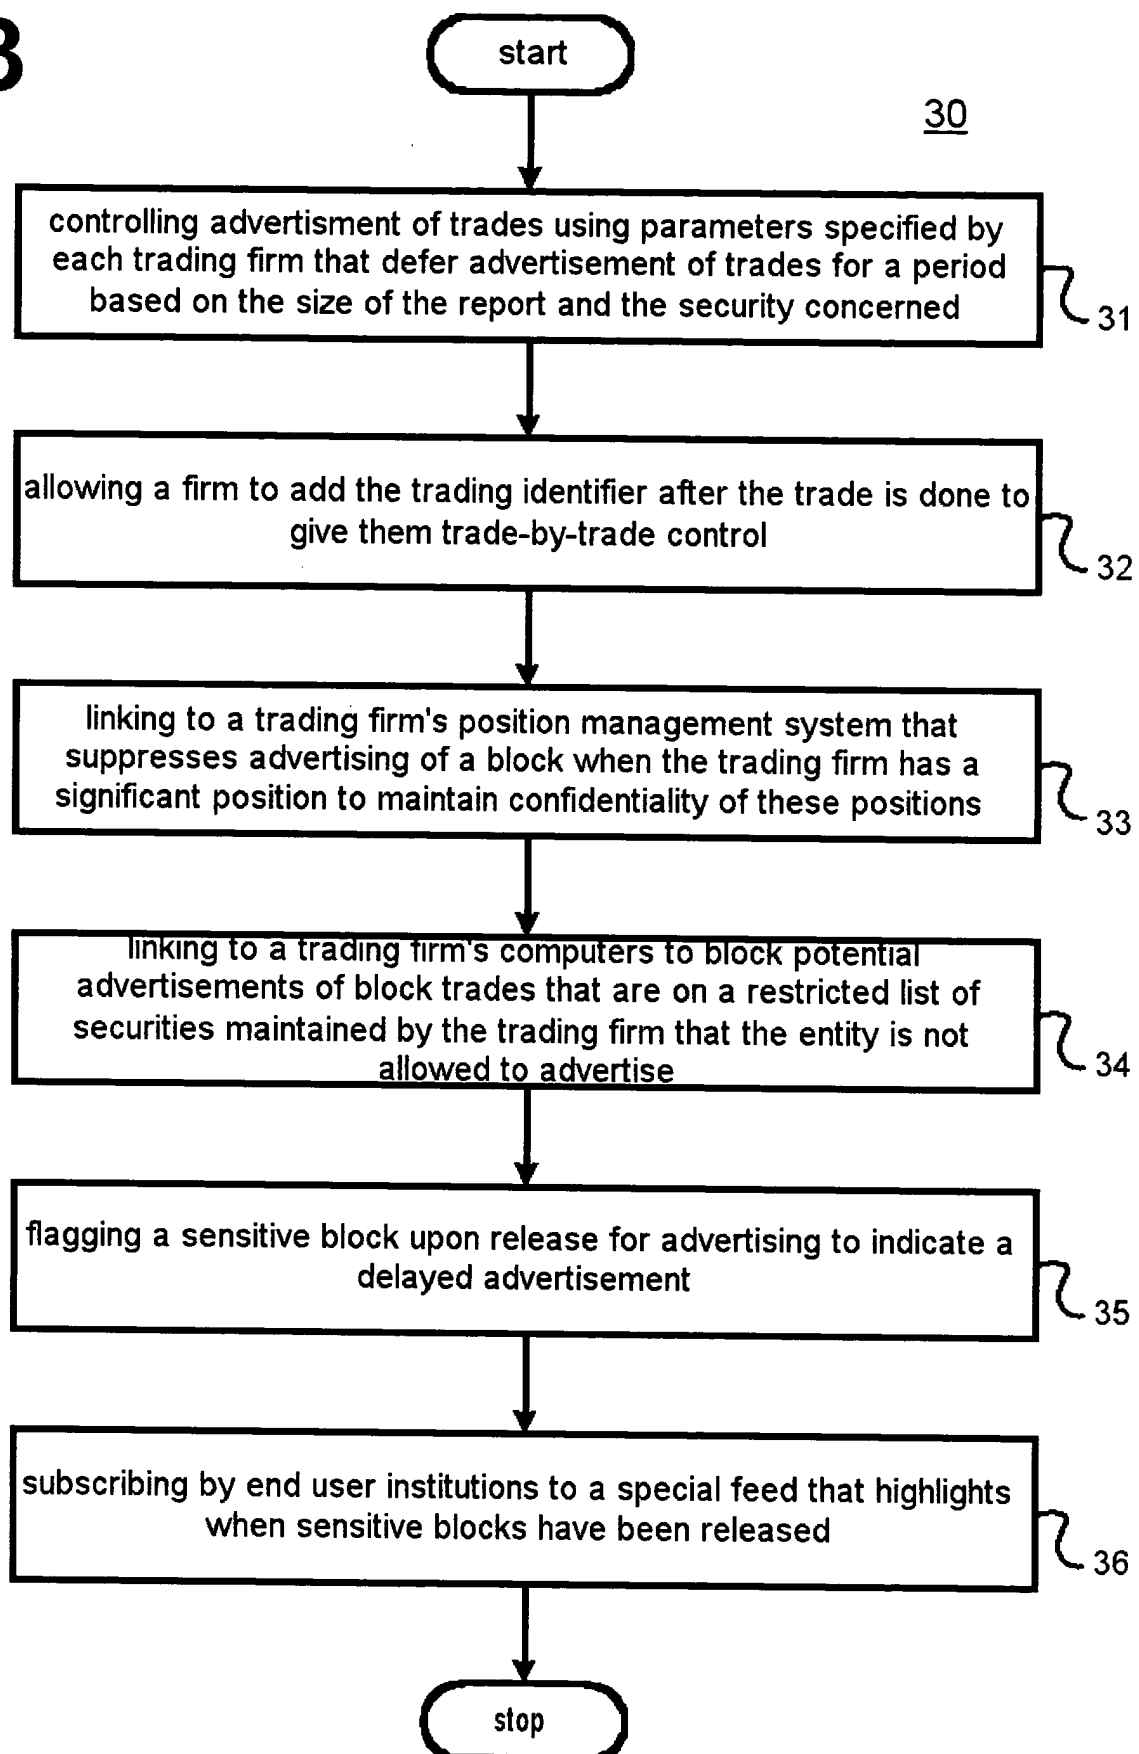 start
30
controlling advertisment of trades using parameters specified by
each trading firm that defer advertisement of trades for a period
based on the size of the report and the security concerned
31
allowing a firm to add the trading identifier after the trade is done to
give them trade-by-trade control
32
linking to a trading firm's position management system that
suppresses advertising of a block when the trading firm has a
significant position to maintain confidentiality of these positions
33
linking to a trading firm's computers to block potential
advertisements of block trades that are on a restricted list of
securities maintained by the trading firm that the entity is not
allowed to advertise
34
flagging a sensitive block upon release for advertising to indicate a
delayed advertisement
35
subscribing by end user institutions to a special feed that highlights
when sensitive blocks have been released
36
stop